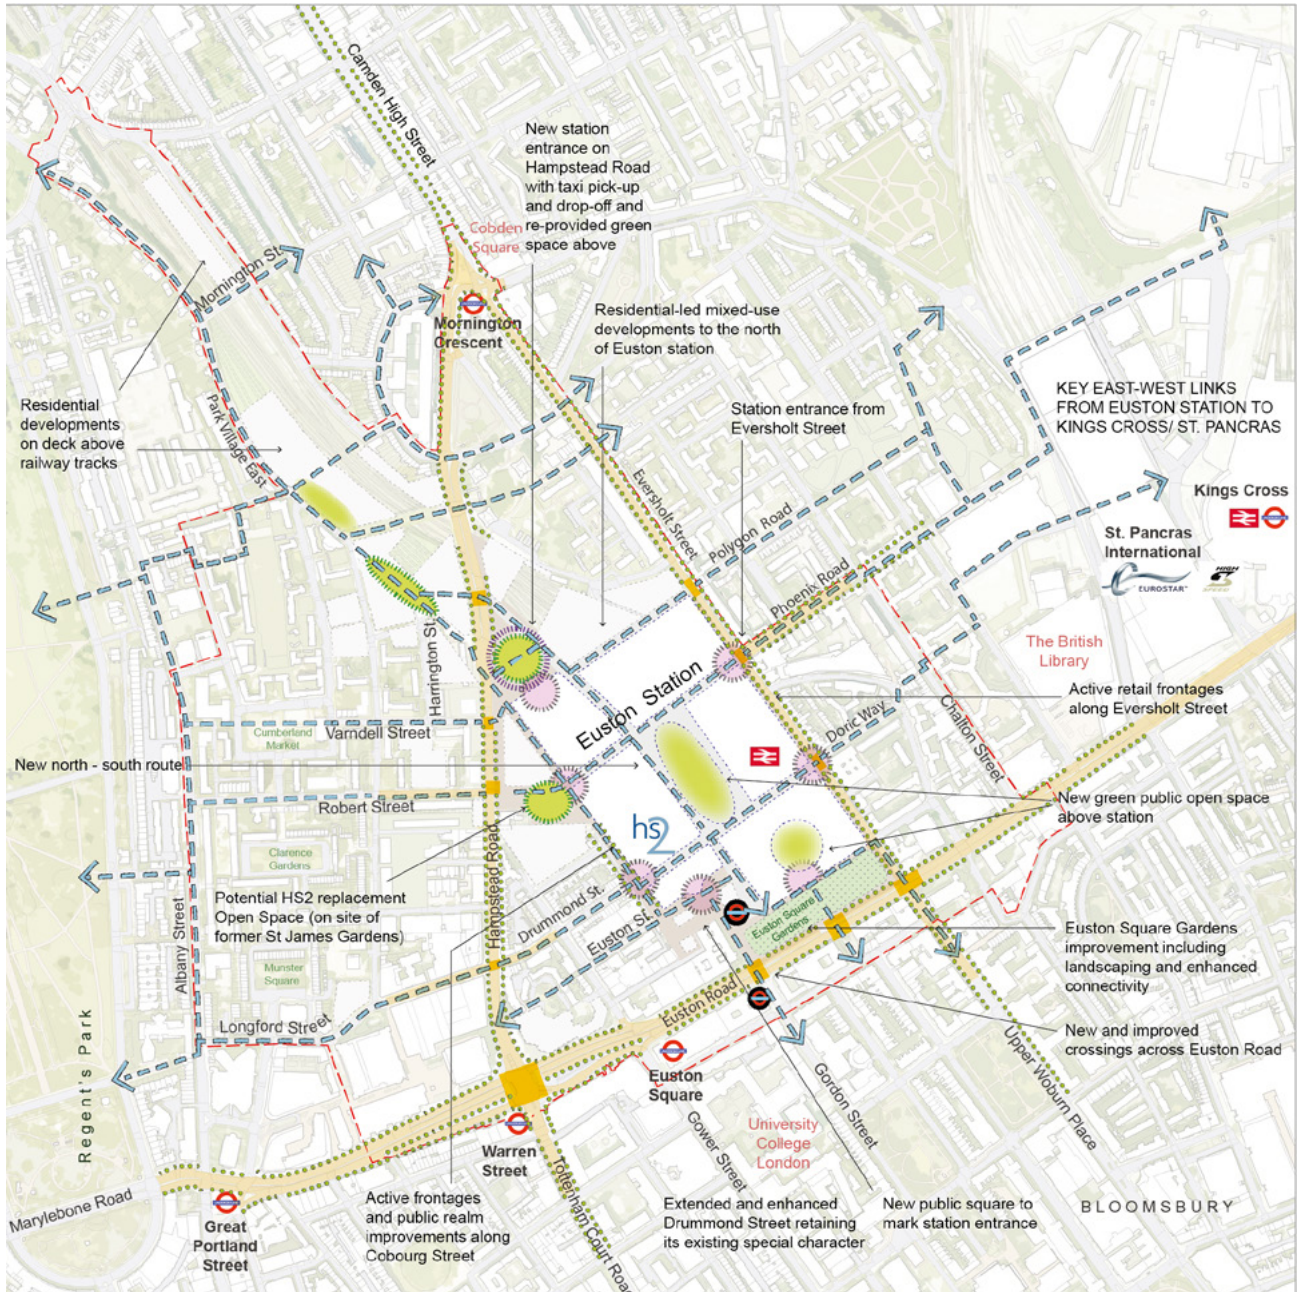 Camden High Street
New station
entrance on
Hampstead Road
with taxi pick-up
and drop-off and
re-provided green
space above
Cobden
Square
Mornington St.
Mornington
Crescent
Residential-led mixed-use
developments to the north
of Euston station
KEY EAST-WEST LINKS
FROM EUSTON STATION TO
KINGS CROSS/ ST. PANCRAS
Residential
developments
on deck above
railway tracks
Park Village East
Station entrance from
Eversholt Street
Eversholt Street
Polygon Road
Phoenix Road
Kings Cross
St. Pancras
International
EUROSTAR
HIGH
SPEED
The British
Library
Harrington St.
Euston Station
Active retail frontages
along Eversholt Street
Chalton Street
Doric Way
Cumberland
Market
Varndell Street
New north - south route
Robert Street
hs2
New green public open space
above station
Clarence
Gardens
Hampstead Road
Potential HS2 replacement
Open Space (on site of
former St James Gardens)
Drummond St.
Euston St.
Euston Square
Gardens
Euston Square Gardens
improvement including
landscaping and enhanced
connectivity
Albany Street
Munster
Square
Longford Street
Euston Road
New and improved
crossings across Euston Road
Regent's Park
Euston
Square
Gordon Street
Upper Woburn Place
Gower Street
University
College
London
Warren
Street
Tottenham Court Roa
Marylebone Road
Great
Portland
Street
Active frontages
and public realm
improvements along
Cobourg Street
Extended and enhanced
Drummond Street retaining
its existing special character
New public square to
mark station entrance
BLOOMSBURY